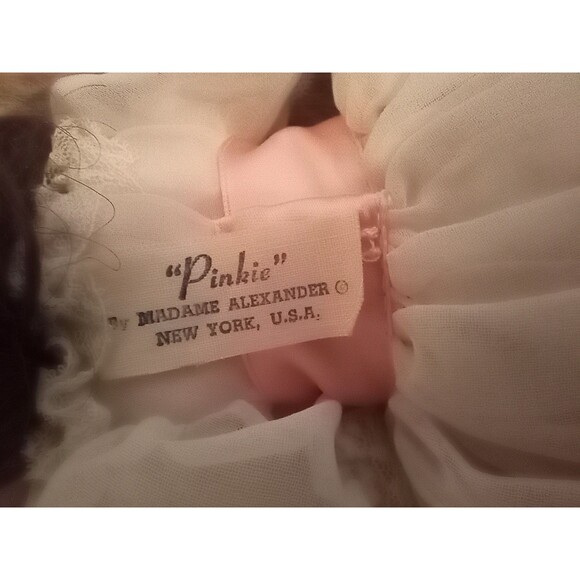 "Pinkie"
By MADAME ALEXANDER ®
NEW YORK, U.S.A.